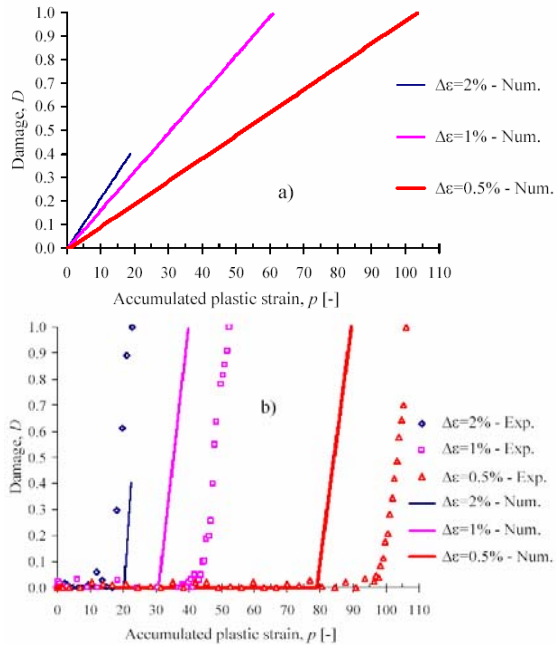 1.0
0.9
0.8
0.7
0.6
0.5
0.4
0.3
0.2
0.1
0.0
Damage, D
0 10 20 30 40 50 60 70 80 90 100 110
Accumulated plastic strain, p [-]
a)
Δε=2% - Num.
Δε=1% - Num.
Δε=0.5% - Num.
1.0
0.9
0.8
0.7
0.6
0.5
0.4
0.3
0.2
0.1
0.0
Damage, D
0 10 20 30 40 50 60 70 80 90 100 110
Accumulated plastic strain, p [-]
b)
Δε=2% - Exp.
Δε=1% - Exp.
Δε=0.5% - Exp.
Δε=2% - Num.
Δε=1% - Num.
Δε=0.5% - Num.